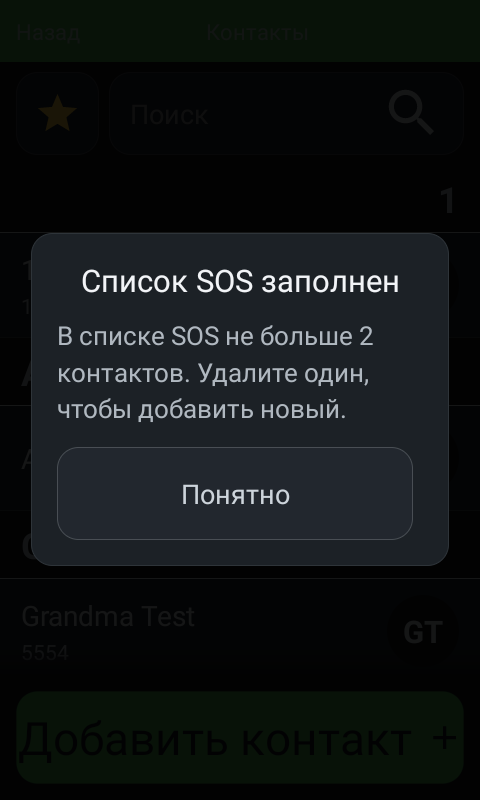 Назад
Контакты
Поиск
1
Список SOS заполнен
В списке SOS не больше 2
контактов. Удалите один,
чтобы добавить новый.
Понятно
Grandma Test
GT
5554
Добавить контакт +